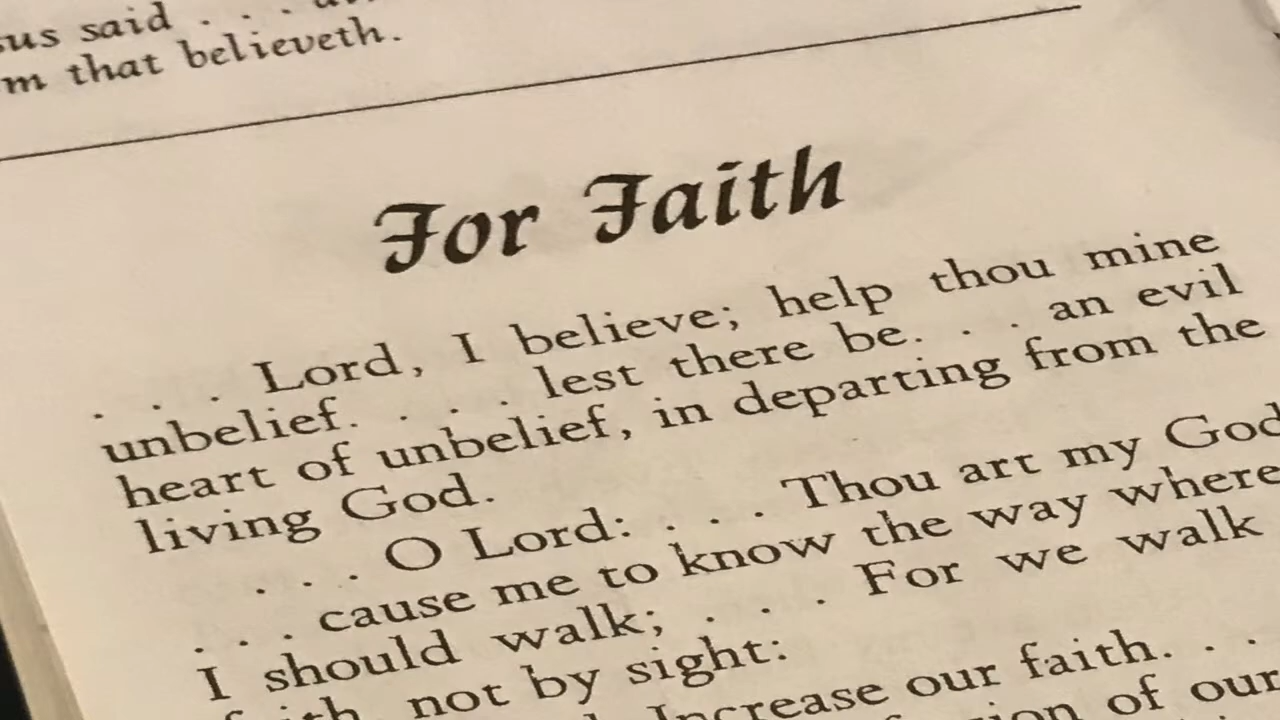 said . . .
that believeth.
For Faith
. . . Lord, I believe; help thou mine
unbelief. . . . lest there be. . . an evil
heart of unbelief, in departing from the
living God.
. . . O Lord: . . . Thou art my God
. . . cause me to know the way where
I should walk; . . . For we walk
not by sight:
Increase our faith. . .
of our